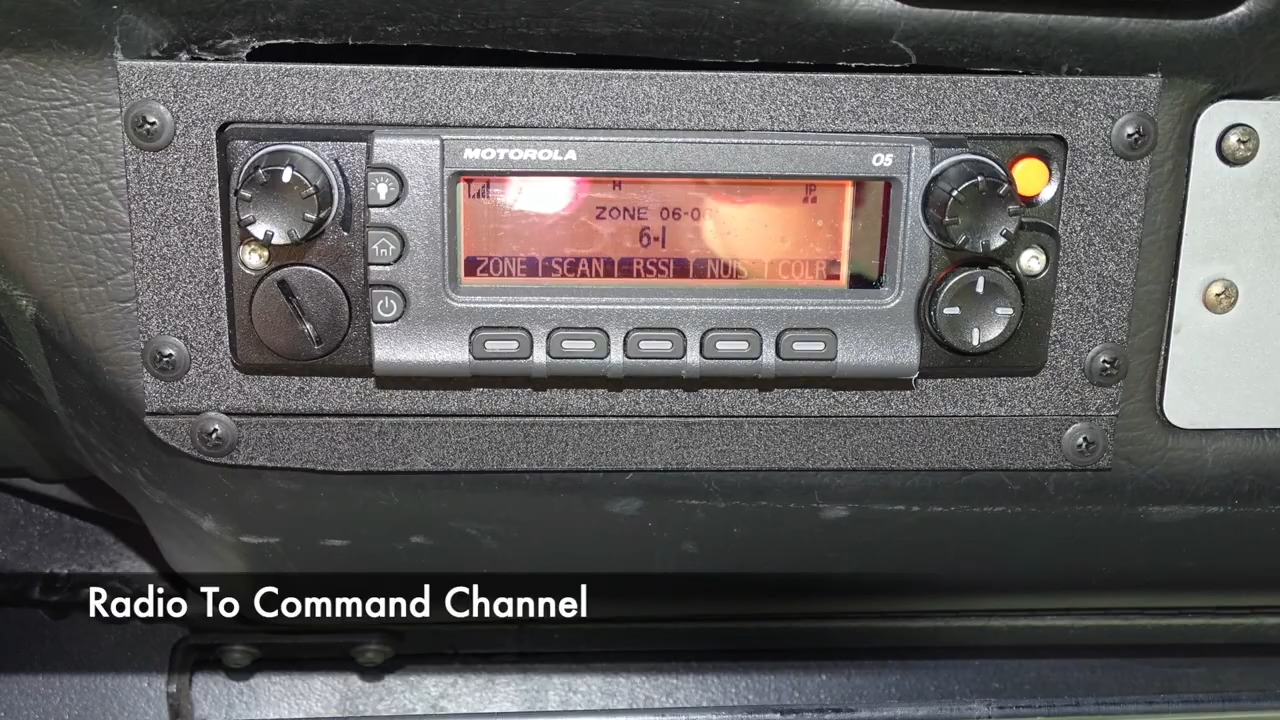 MOTOROLA
O5
H
ZONE 06-0
6-1
ZONE SCAN RSSI NUIS COLR
Radio To Command Channel